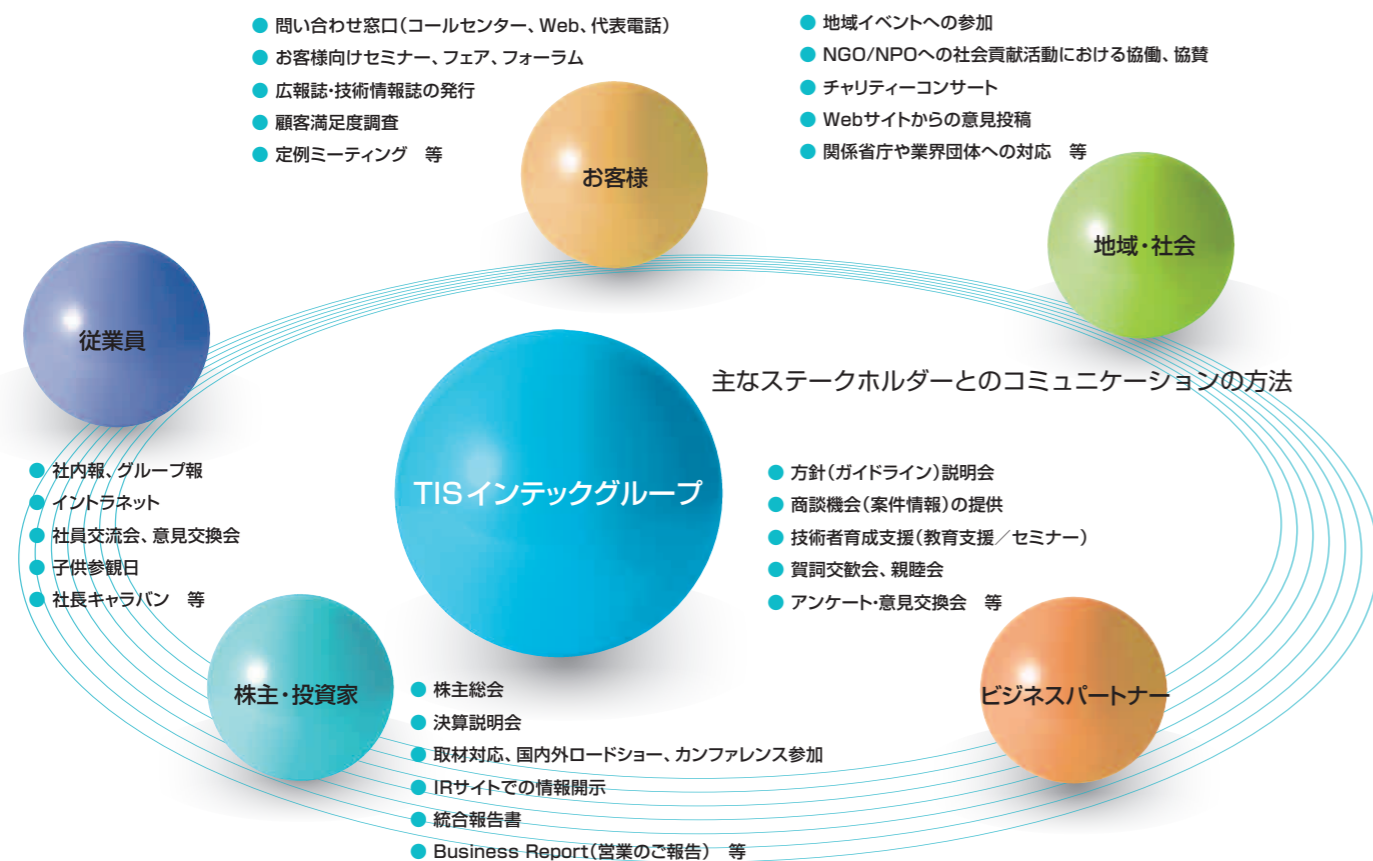 ● 問い合わせ窓口（コールセンター、Web、代表電話）
● お客様向けセミナー、フェア、フォーラム
● 広報誌・技術情報誌の発行
● 顧客満足度調査
● 定例ミーティング　等
お客様
● 地域イベントへの参加
● NGO/NPOへの社会貢献活動における協働、協賛
● チャリティーコンサート
● Webサイトからの意見投稿
● 関係省庁や業界団体への対応　等
地域・社会
従業員
● 社内報、グループ報
● イントラネット
● 社員交流会、意見交換会
● 子供参観日
● 社長キャラバン　等
主なステークホルダーとのコミュニケーションの方法
TISインテックグループ
● 方針（ガイドライン）説明会
● 商談機会（案件情報）の提供
● 技術者育成支援（教育支援／セミナー）
● 賀詞交歓会、親睦会
● アンケート・意見交換会　等
ビジネスパートナー
株主・投資家
● 株主総会
● 決算説明会
● 取材対応、国内外ロードショー、カンファレンス参加
● IRサイトでの情報開示
● 統合報告書
● Business Report（営業のご報告）　等